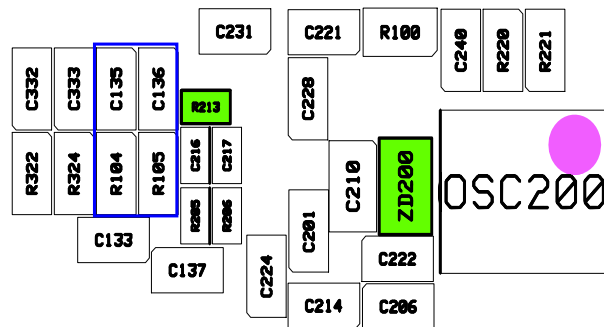 C231
C221
R100
C240
R220
R221
C332
C333
C135
C136
C228
R213
R322
R324
R104
R105
C216
C217
C210
ZD200
OSC200
R205
R206
C201
C133
C137
C224
C222
C214
C206